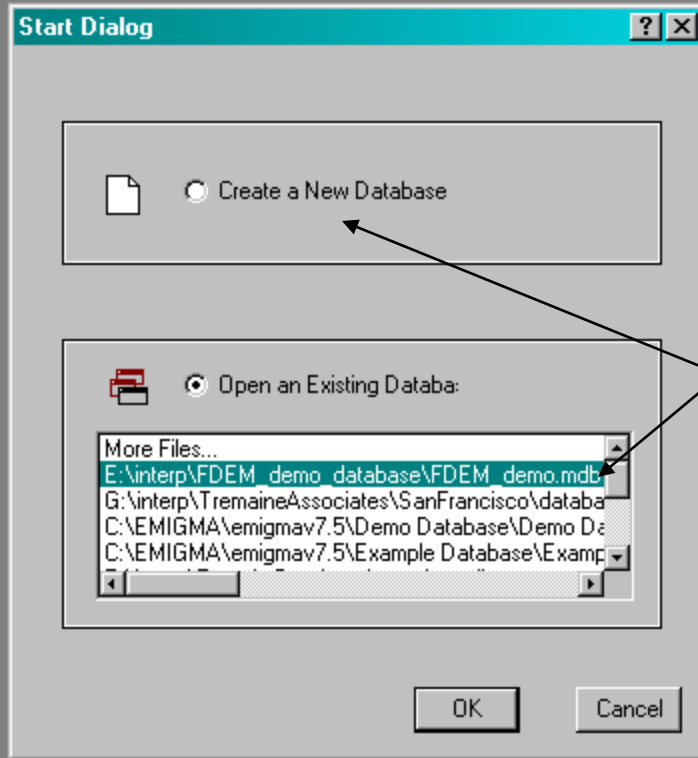 Start Dialog
Create a New Database
Open an Existing Databa:
More Files...
E:\interp\FDEM_demo_database\FDEM_demo.mdb
G:\interp\TremaineAssociates\SanFrancisco\databa
C:\EMIGMA\emigmav7.5\Demo Database\Demo Da
C:\EMIGMA\emigmav7.5\Example Database\Examp
OK
Cancel